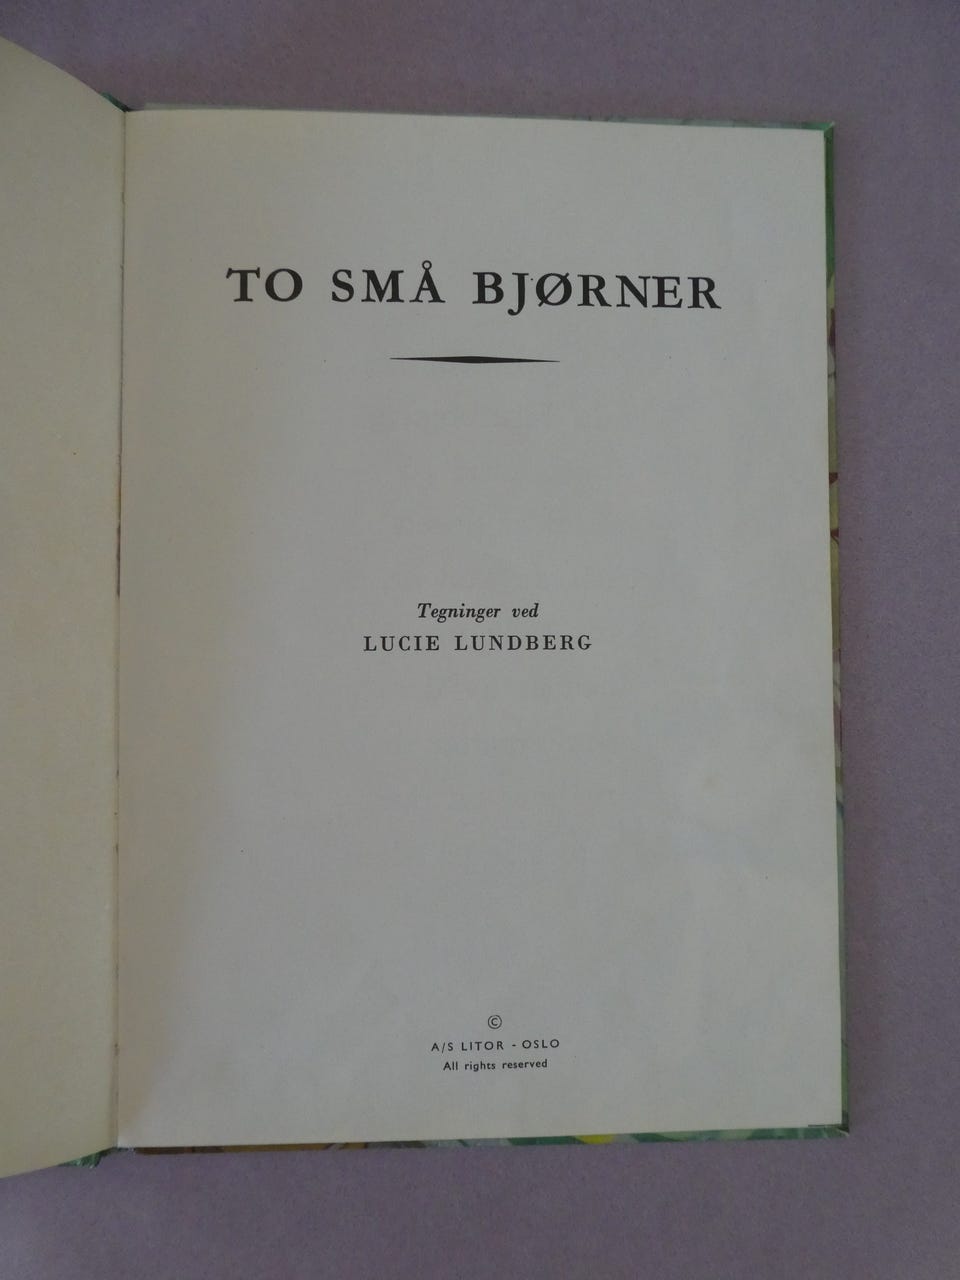 TO SMÅ BJØRNER
Tegninger ved
LUCIE LUNDBERG
©
A/S LITOR - OSLO
All rights reserved